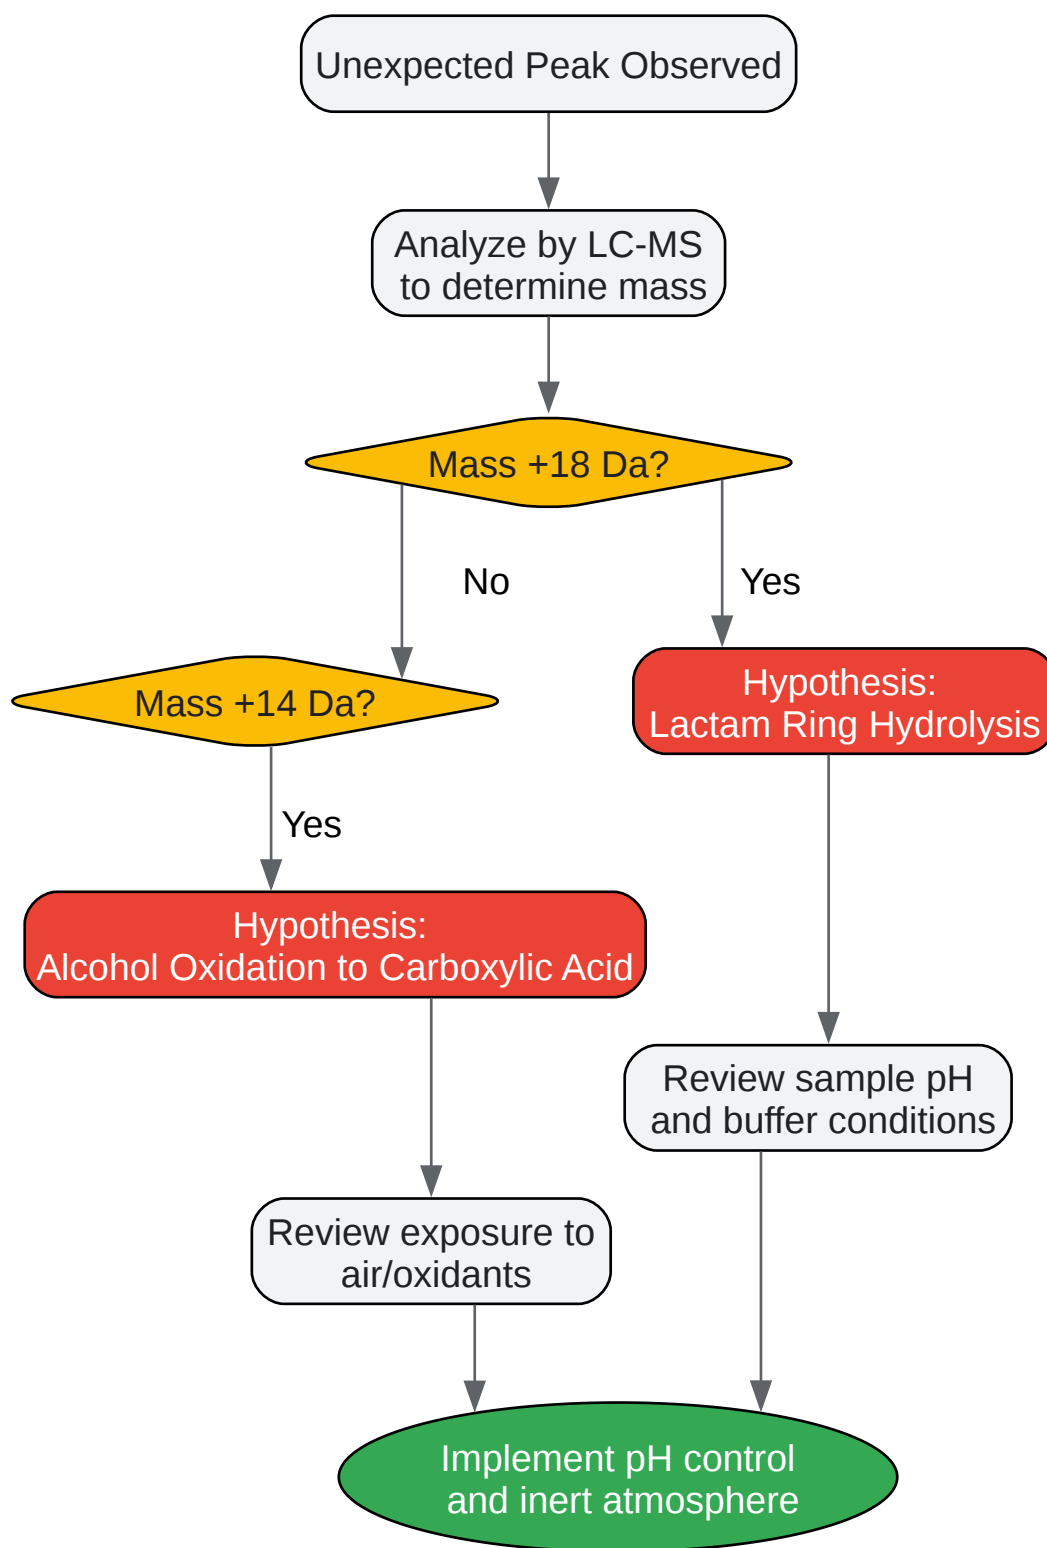 Unexpected Peak Observed
Analyze by LC-MS
to determine mass
Mass +18 Da?
No
Yes
Hypothesis:
Lactam Ring Hydrolysis
Mass +14 Da?
Yes
Hypothesis:
Alcohol Oxidation to Carboxylic Acid
Review sample pH
and buffer conditions
Review exposure to
air/oxidants
Implement pH control
and inert atmosphere